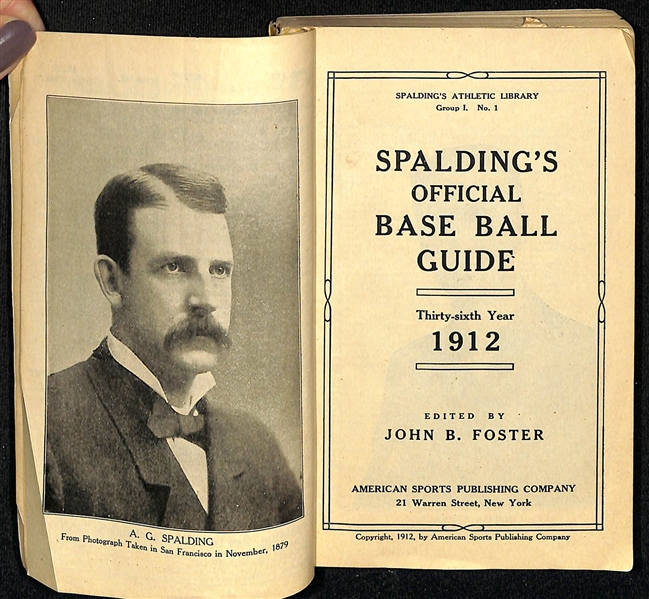 A. G. SPALDING
From Photograph Taken in San Francisco in November, 1879
SPALDING'S ATHLETIC LIBRARY
Group I. No. 1
SPALDING'S
OFFICIAL
BASE BALL
GUIDE
Thirty-sixth Year
1912
EDITED BY
JOHN B. FOSTER
AMERICAN SPORTS PUBLISHING COMPANY
21 Warren Street, New York
Copyright, 1912, by American Sports Publishing Company